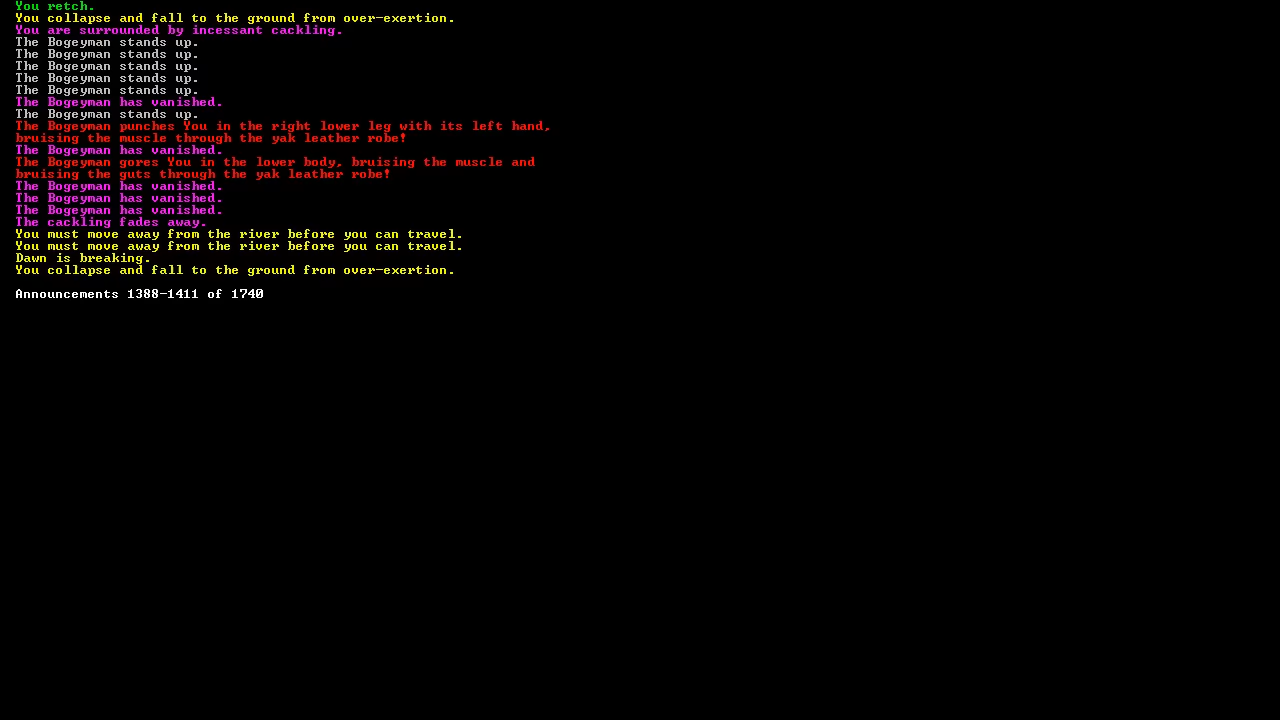 You retch.
You collapse and fall to the ground from over-exertion.
You are surrounded by incessant cackling.
The Bogeyman stands up.
The Bogeyman stands up.
The Bogeyman stands up.
The Bogeyman stands up.
The Bogeyman stands up.
The Bogeyman has vanished.
The Bogeyman stands up.
The Bogeyman punches You in the right lower leg with its left hand,
bruising the muscle through the yak leather robe!
The Bogeyman has vanished.
The Bogeyman gores You in the lower body, bruising the muscle and
bruising the guts through the yak leather robe!
The Bogeyman has vanished.
The Bogeyman has vanished.
The Bogeyman has vanished.
The cackling fades away.
You must move away from the river before you can travel.
You must move away from the river before you can travel.
Dawn is breaking.
You collapse and fall to the ground from over-exertion.
Announcements 1388-1411 of 1740